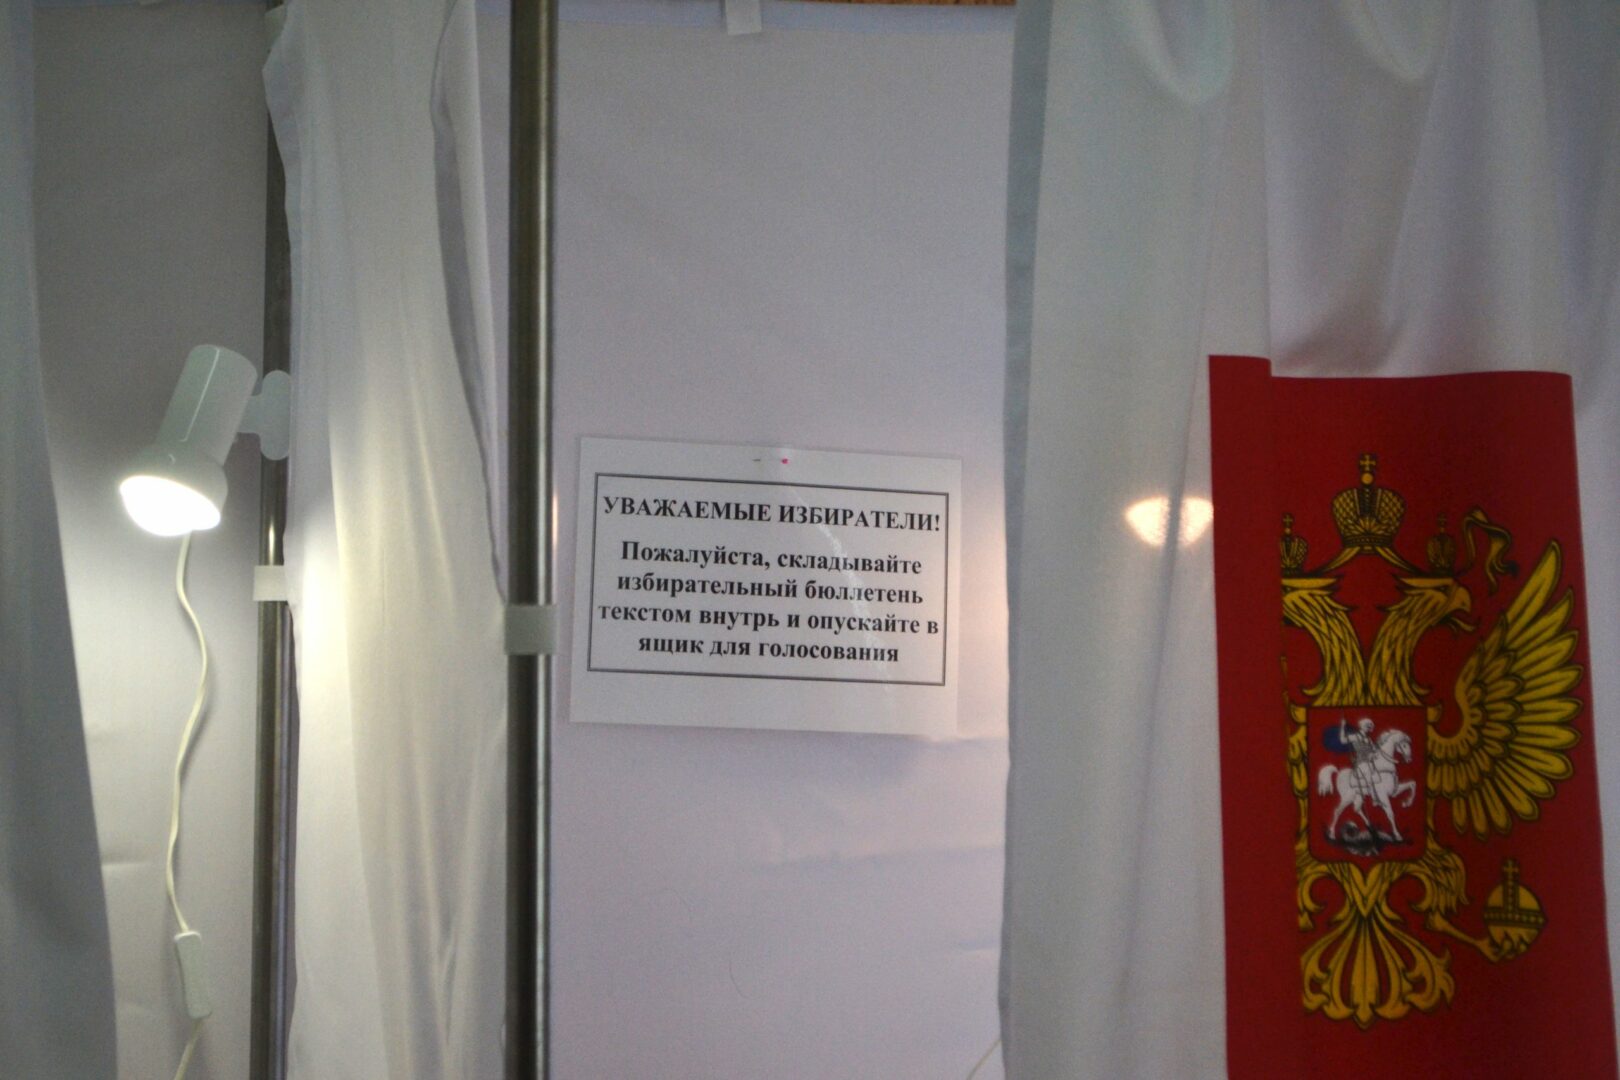 УВАЖАЕМЫЕ ИЗБИРАТЕЛИ!
Пожалуйста, складывайте
избирательный бюллетень
текстом внутрь и опускайте в
ящик для голосования